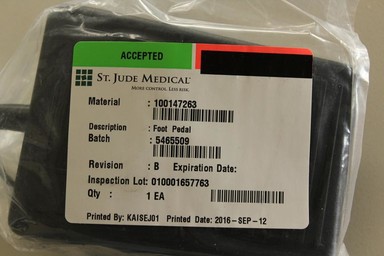 ACCEPTED
ST. JUDE MEDICAL
MORE CONTROL. LESS RISK.
Material : 100147263
Description : Foot Pedal
Batch : 5465509
Revision : B Expiration Date:
Inspection Lot: 010001657763
Qty : 1 EA
Printed By: KAISEJ01 Printed Date: 2016-SEP-12